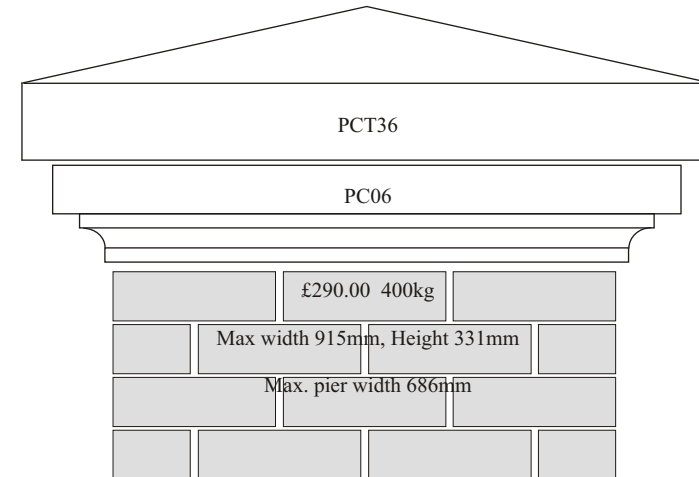 PCT36
PC06
£290.00  400kg
Max width 915mm, Height 331mm
Max. pier width 686mm